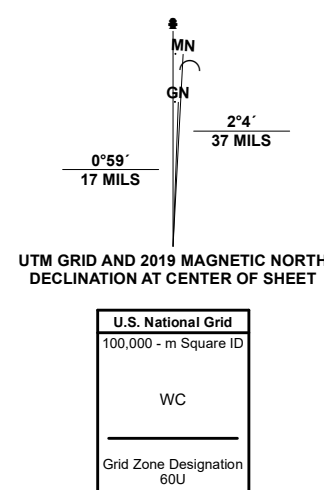 MN
GN
2°4´
37 MILS
0°59´
17 MILS
UTM GRID AND 2019 MAGNETIC NORTH
DECLINATION AT CENTER OF SHEET
U.S. National Grid
100,000 - m Square ID
WC
Grid Zone Designation
60U